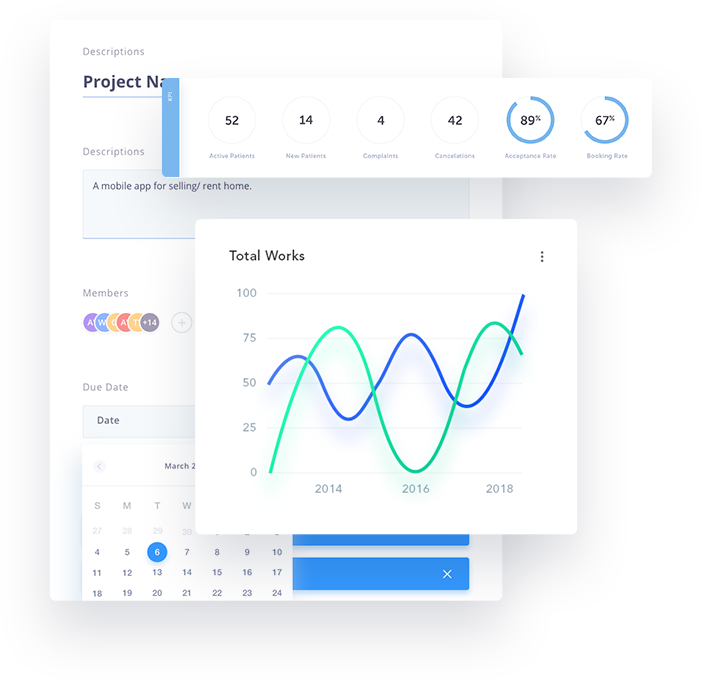 Descriptions
Project Na
KPI
52
14
4
42
89%
67%
Active Patients
New Patients
Complaints
Cancelations
Acceptance Rate
Booking Rate
Descriptions
A mobile app for selling/ rent home.
Total Works
100
75
50
25
0
2014 2016 2018
Members
+14
Due Date
Date
March 2
S M T W
27 28 29 30
4 5 6 7 8 9 10
11 12 13 14 15 16 17
18 19 20 21 22 23 24